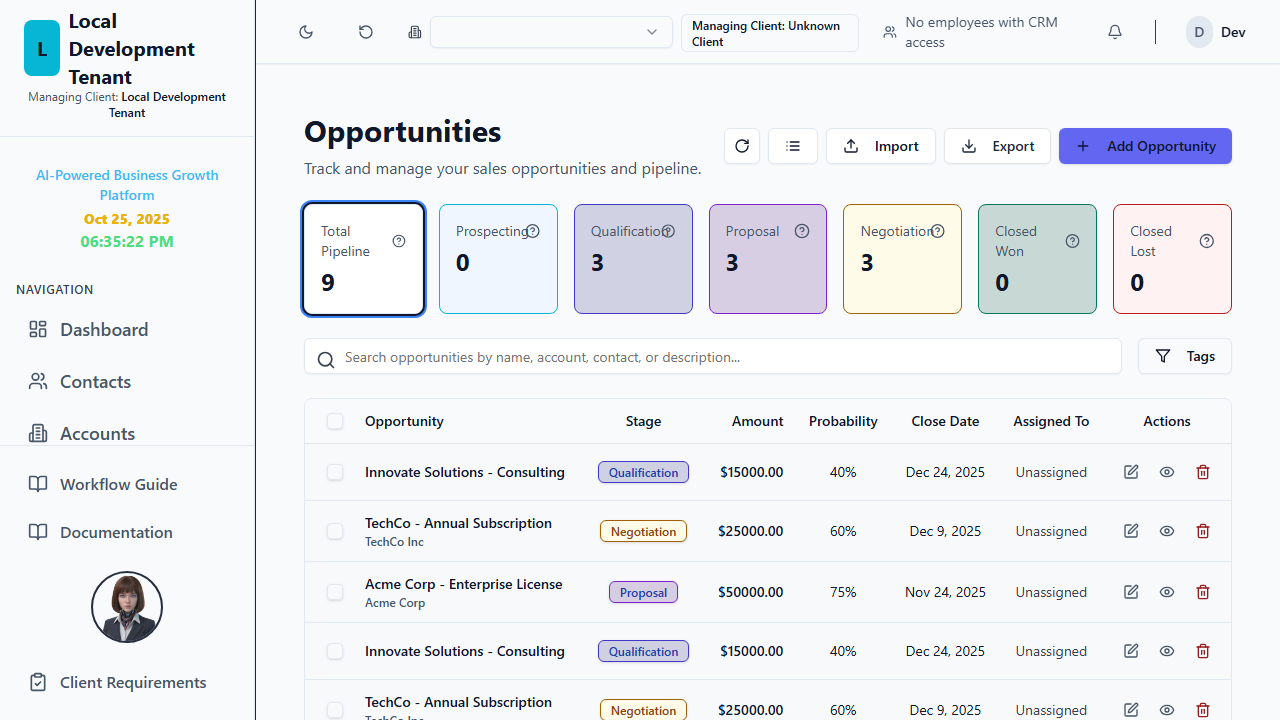 L
Local
Development
Tenant
Managing Client: Local Development
Tenant
AI-Powered Business Growth
Platform
Oct 25, 2025
06:35:22 PM
NAVIGATION
Dashboard
Contacts
Accounts
Workflow Guide
Documentation
Client Requirements
Managing Client: Unknown
Client
No employees with CRM
access
D
Dev
Opportunities
Track and manage your sales opportunities and pipeline.
Import
Export
Add Opportunity
Total
Pipeline
9
Prospecting
0
Qualification
3
Proposal
3
Negotiation
3
Closed
Won
0
Closed
Lost
0
Search opportunities by name, account, contact, or description...
Tags
Opportunity Stage Amount Probability Close Date Assigned To Actions
Innovate Solutions - Consulting Qualification $15000.00 40% Dec 24, 2025 Unassigned
TechCo - Annual Subscription Negotiation $25000.00 60% Dec 9, 2025 Unassigned
TechCo Inc
Acme Corp - Enterprise License Proposal $50000.00 75% Nov 24, 2025 Unassigned
Acme Corp
Innovate Solutions - Consulting Qualification $15000.00 40% Dec 24, 2025 Unassigned
TechCo - Annual Subscription Negotiation $25000.00 60% Dec 9, 2025 Unassigned
TechCo Inc